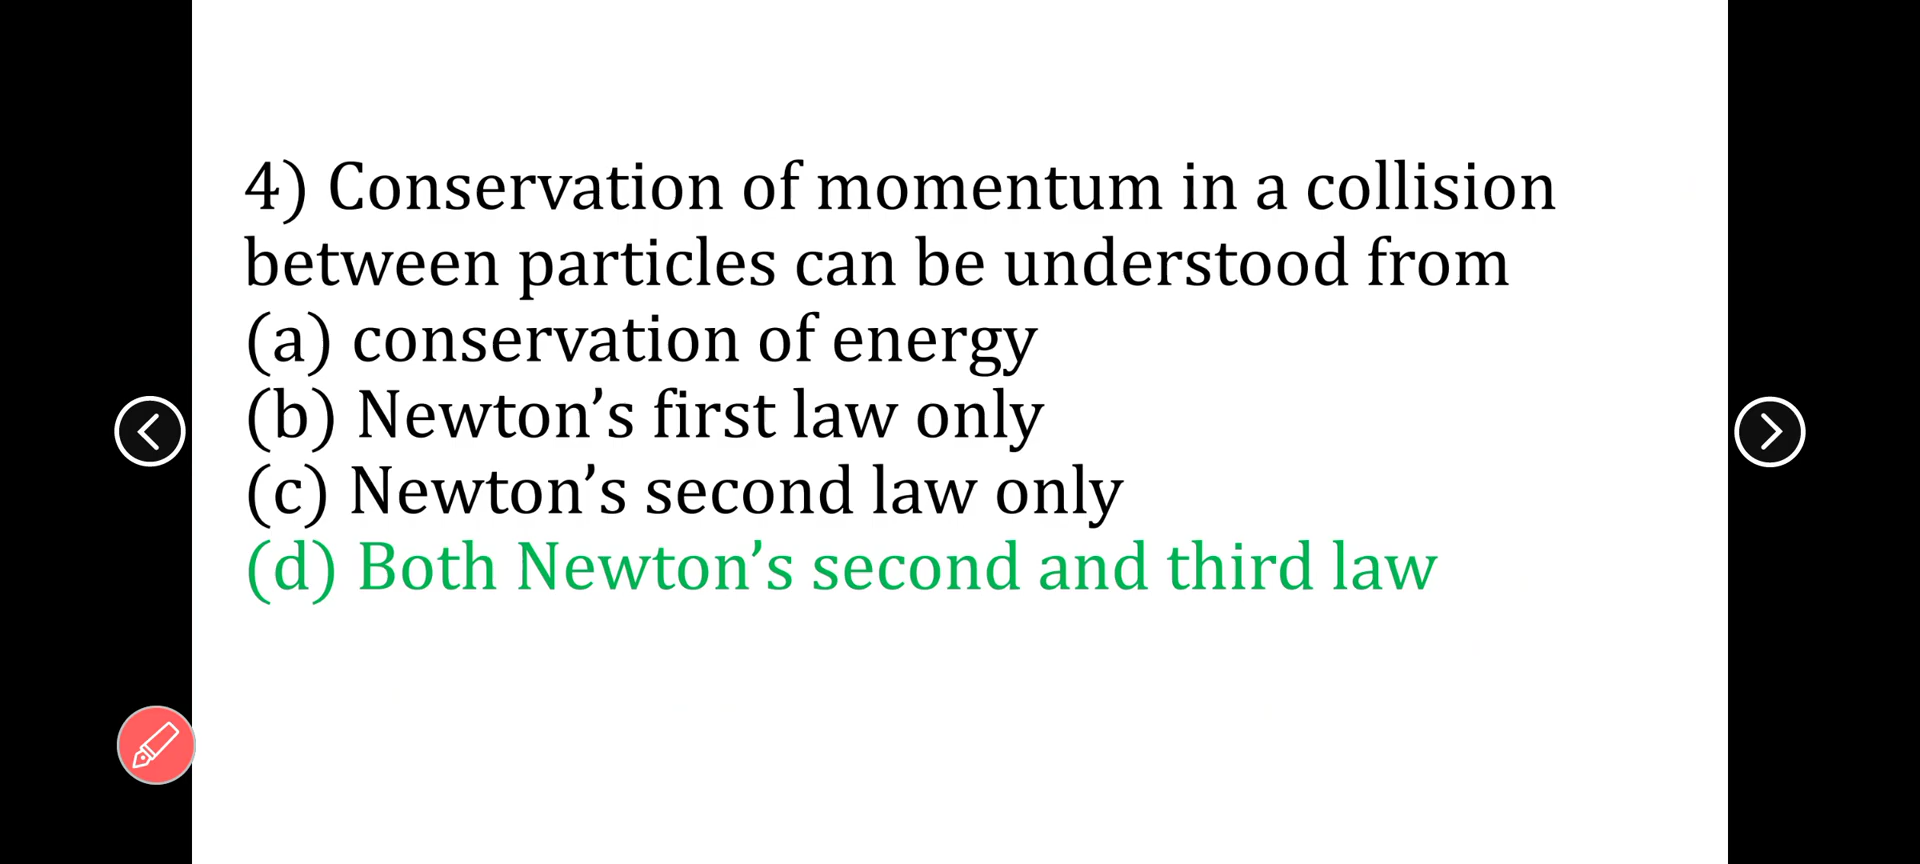 4) Conservation of momentum in a collision
between particles can be understood from
(a) conservation of energy
(b) Newton’s first law only
(c) Newton’s second law only
(d) Both Newton’s second and third law